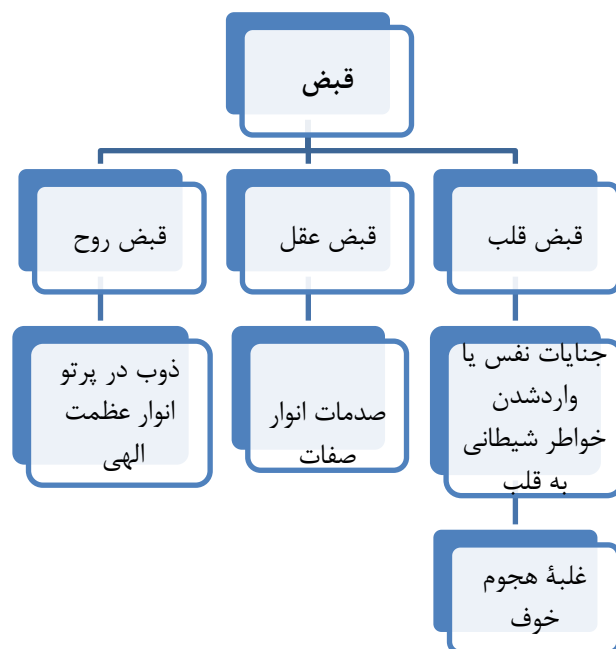 قبض
قبض قلب
قبض عقل
قبض روح
جنایات نفس یا
واردشدن
خواطر شیطانی
به قلب
صدمات انوار
صفات
ذوب در پرتو
انوار عظمت
الهی
غلبۀ هجوم
خوف